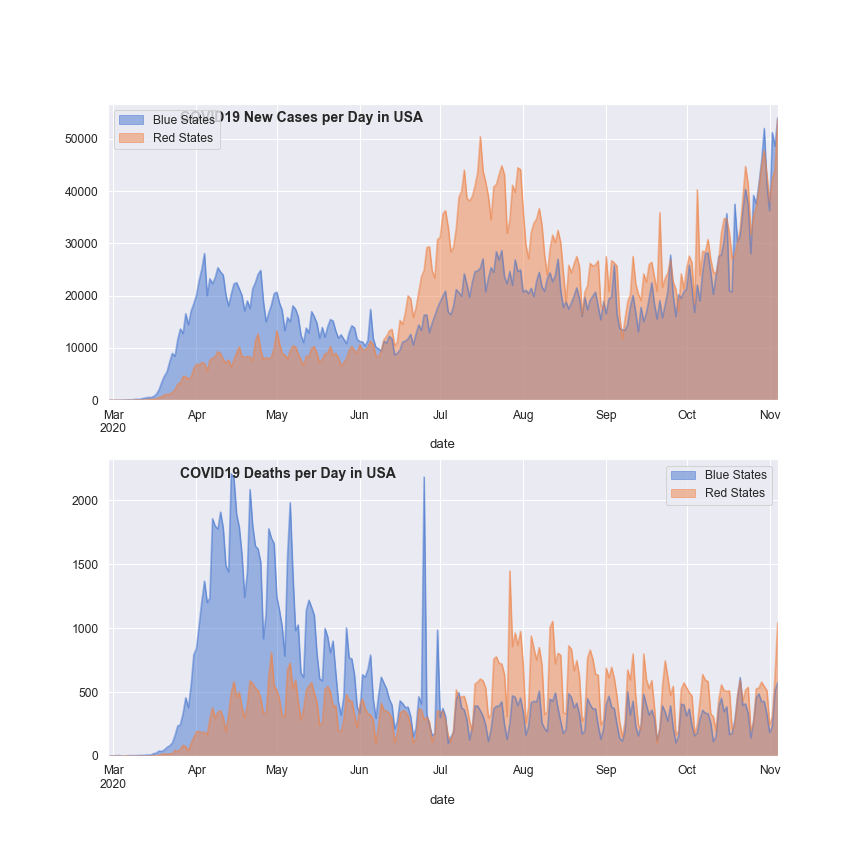 COVID19 New Cases per Day in USA
Blue States
Red States
50000
40000
30000
20000
10000
0
Mar Apr May Jun Jul Aug Sep Oct Nov
2020
date
COVID19 Deaths per Day in USA
Blue States
Red States
2000
1500
1000
500
0
Mar Apr May Jun Jul Aug Sep Oct Nov
2020
date